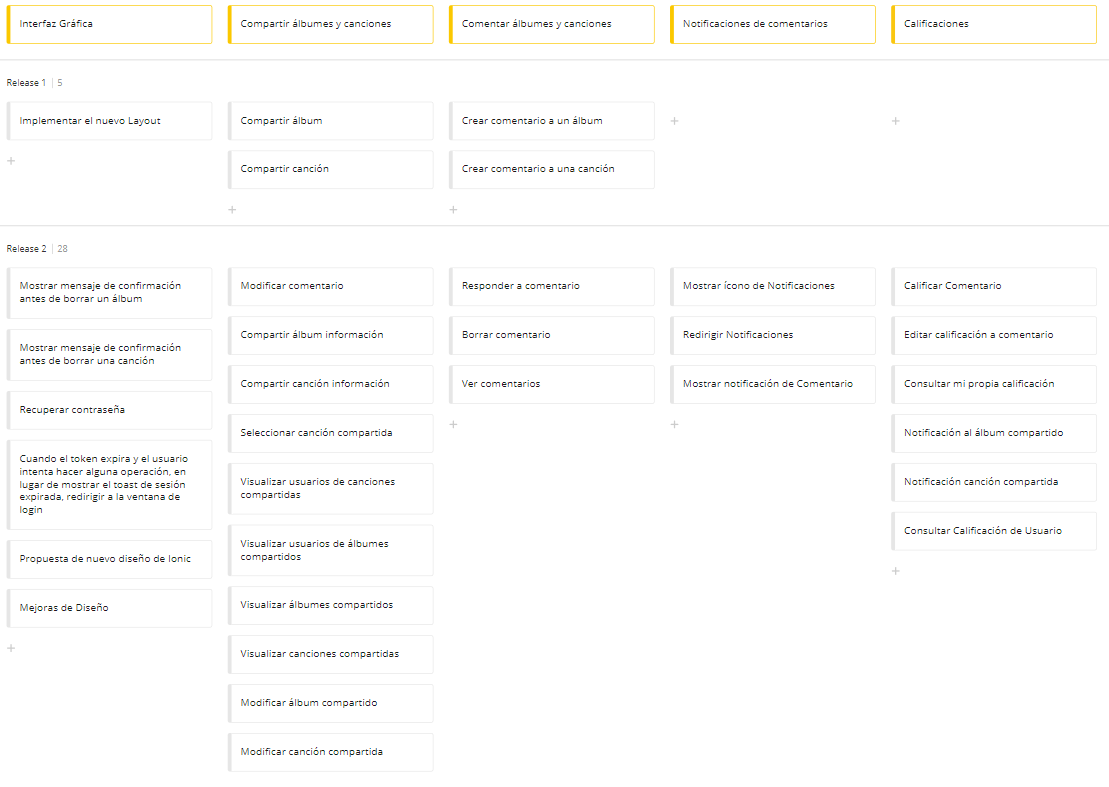 Interfaz Gráfica
Compartir álbumes y canciones
Comentar álbumes y canciones
Notificaciones de comentarios
Calificaciones
Release 1 | 5
Implementar el nuevo Layout
Compartir álbum
Crear comentario a un álbum
+
+
+
Compartir canción
Crear comentario a una canción
+
+
Release 2 | 28
Mostrar mensaje de confirmación
antes de borrar un álbum
Mostrar mensaje de confirmación
antes de borrar una canción
Recuperar contraseña
Cuando el token expira y el usuario
intenta hacer alguna operación, en
lugar de mostrar el toast de sesión
expirada, redirigir a la ventana de
login
Propuesta de nuevo diseño de Ionic
Mejoras de Diseño
+
Modificar comentario
Compartir álbum información
Compartir canción información
Seleccionar canción compartida
Visualizar usuarios de canciones
compartidas
Visualizar usuarios de álbumes
compartidos
Visualizar álbumes compartidos
Visualizar canciones compartidas
Modificar álbum compartido
Modificar canción compartida
Responder a comentario
Borrar comentario
Ver comentarios
+
Mostrar ícono de Notificaciones
Redirigir Notificaciones
Mostrar notificación de Comentario
+
Calificar Comentario
Editar calificación a comentario
Consultar mi propia calificación
Notificación al álbum compartido
Notificación canción compartida
Consultar Calificación de Usuario
+